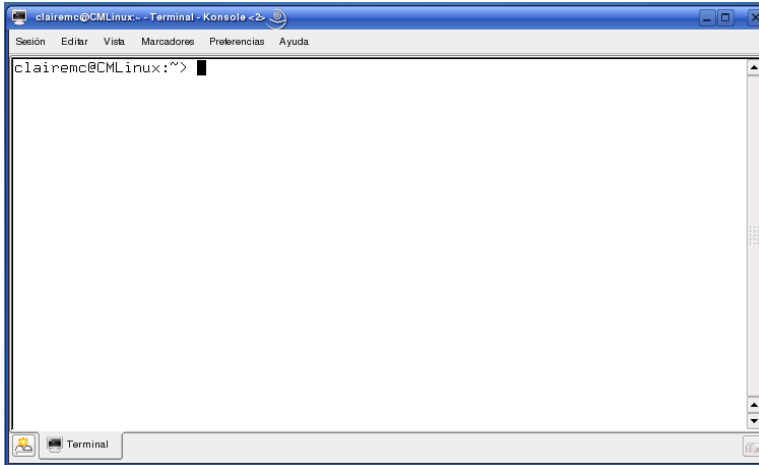 clairemc@CMLinux:~ - Terminal - Konsole <2>
Sesión Editar Vista Marcadores Preferencias Ayuda
clairemc@CMLinux:~>
Terminal